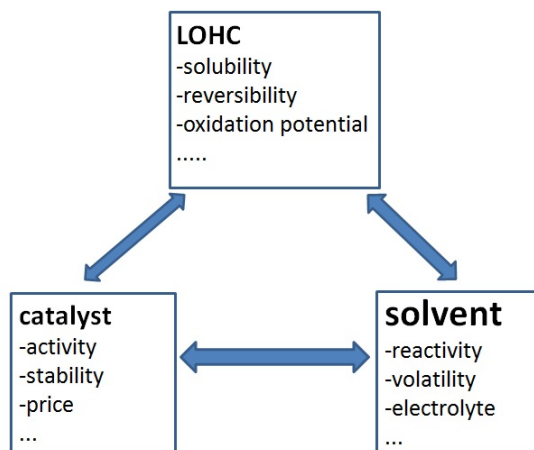 LOHC
-solubility
-reversibility
-oxidation potential
.....
catalyst
-activity
-stability
-price
...
solvent
-reactivity
-volatility
-electrolyte
...